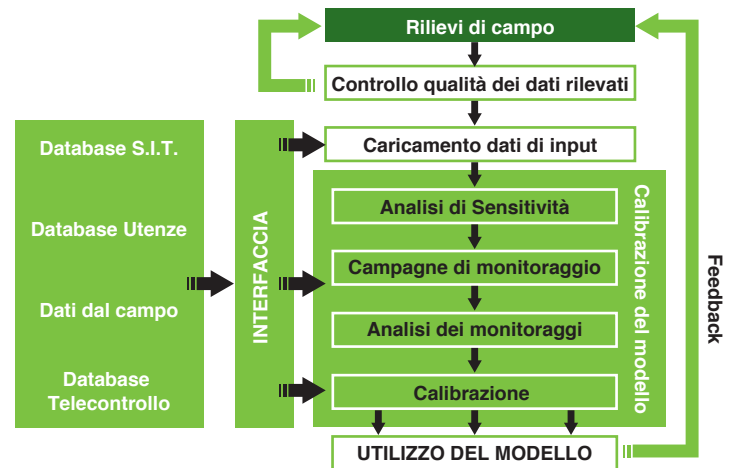 Rilievi di campo
Controllo qualità dei dati rilevati
Database S.I.T.
Database Utenze
Dati dal campo
Database
Telecontrollo
INTERFACCIA
Caricamento dati di input
Analisi di Sensitività
Campagne di monitoraggio
Analisi dei monitoraggi
Calibrazione
Calibrazione del modello
UTILIZZO DEL MODELLO
Feedback